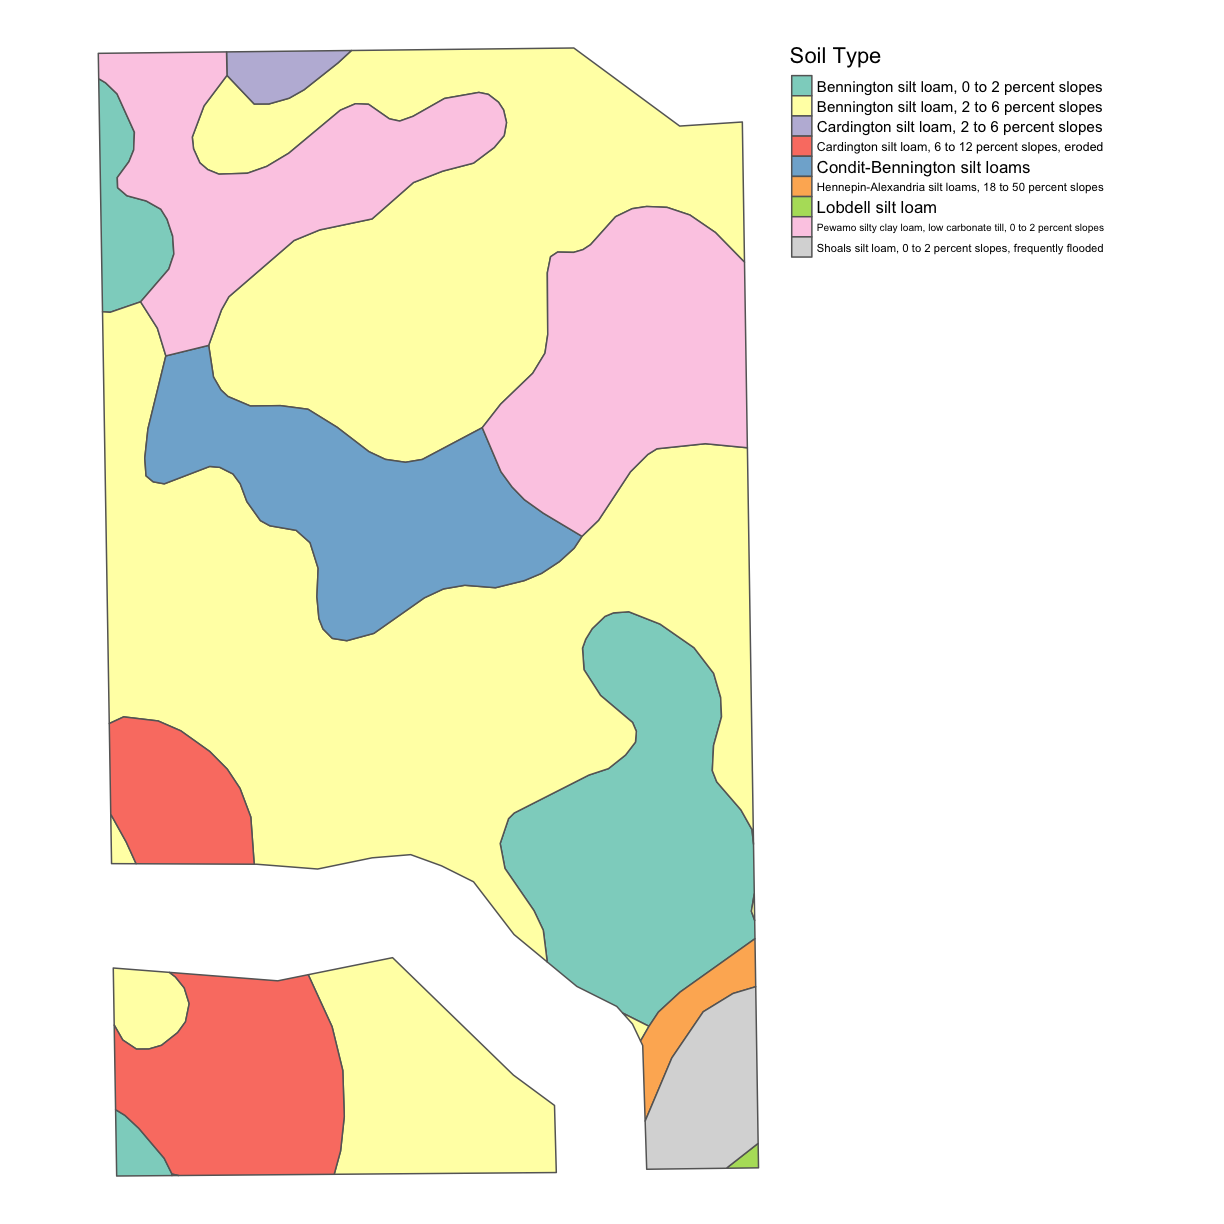 Soil Type
Bennington silt loam, 0 to 2 percent slopes
Bennington silt loam, 2 to 6 percent slopes
Cardington silt loam, 2 to 6 percent slopes
Cardington silt loam, 6 to 12 percent slopes, eroded
Condit-Bennington silt loams
Hennepin-Alexandria silt loams, 18 to 50 percent slopes
Lobdell silt loam
Pewamo silty clay loam, low carbonate till, 0 to 2 percent slopes
Shoals silt loam, 0 to 2 percent slopes, frequently flooded